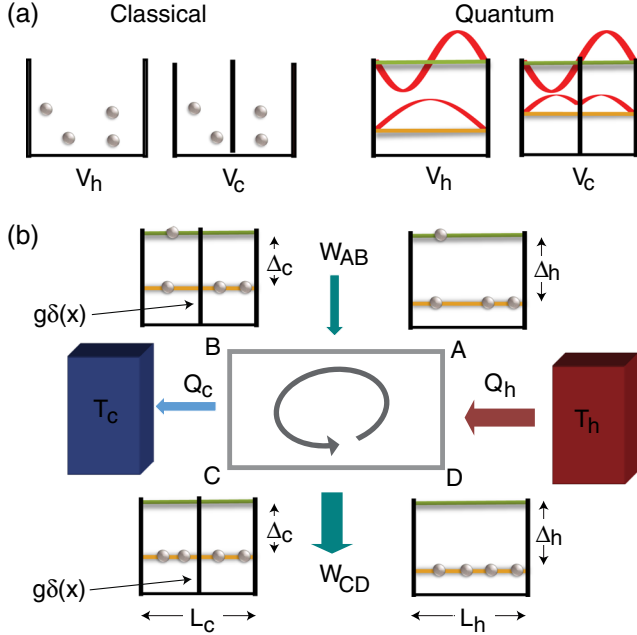 (a) Classical Quantum
V_h V_c V_h V_c
(b)
Δ_c W_AB Δ_h
gδ(x)
B A
T_c Q_c Q_h T_h
C D
Δ_c Δ_h
gδ(x) W_CD
L_c L_h